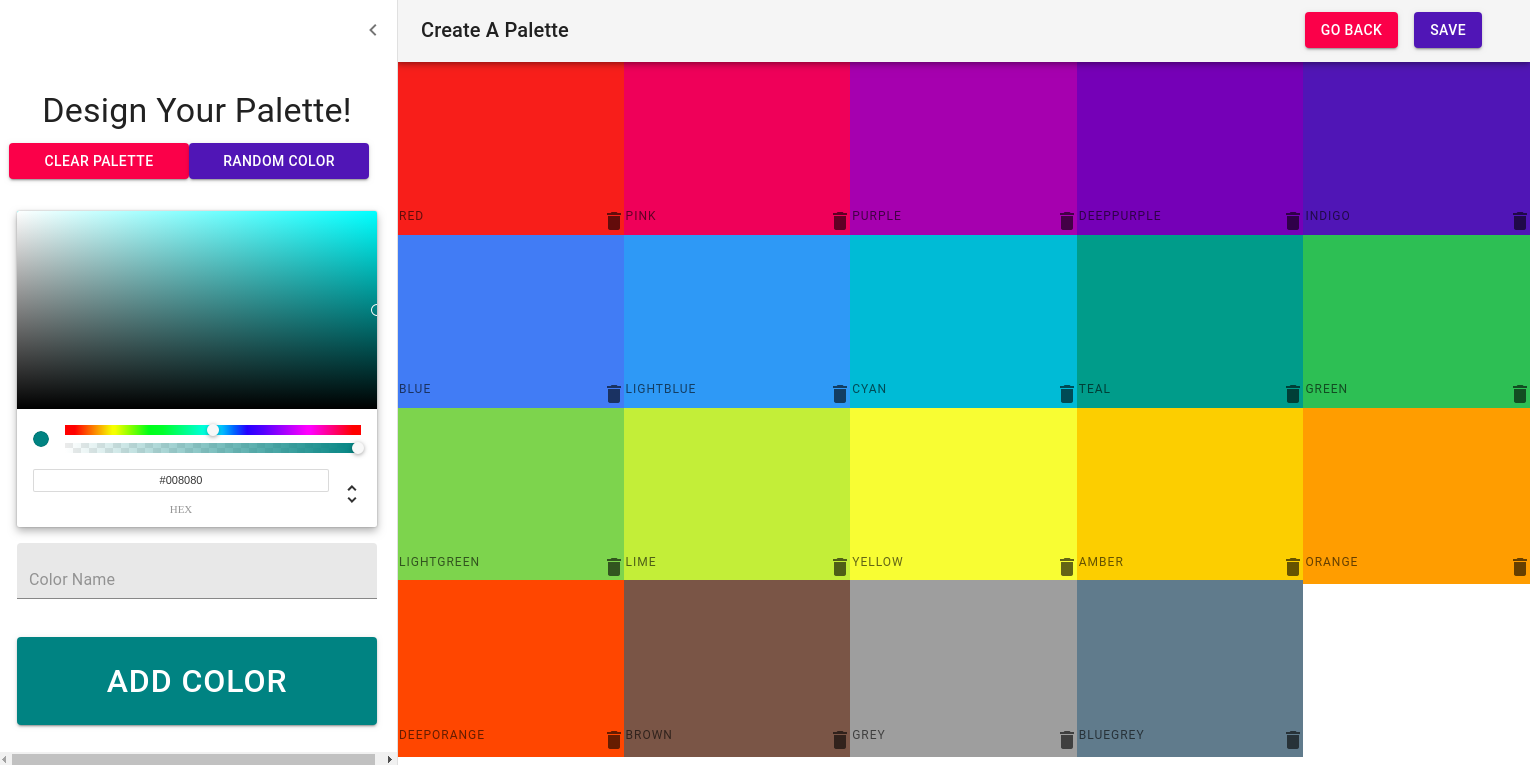 Create A Palette
GO BACK
SAVE
Design Your Palette!
CLEAR PALETTE
RANDOM COLOR
#008080
HEX
Color Name
ADD COLOR
RED
PINK
PURPLE
DEEPPURPLE
INDIGO
BLUE
LIGHTBLUE
CYAN
TEAL
GREEN
LIGHTGREEN
LIME
YELLOW
AMBER
ORANGE
DEEPORANGE
BROWN
GREY
BLUEGREY